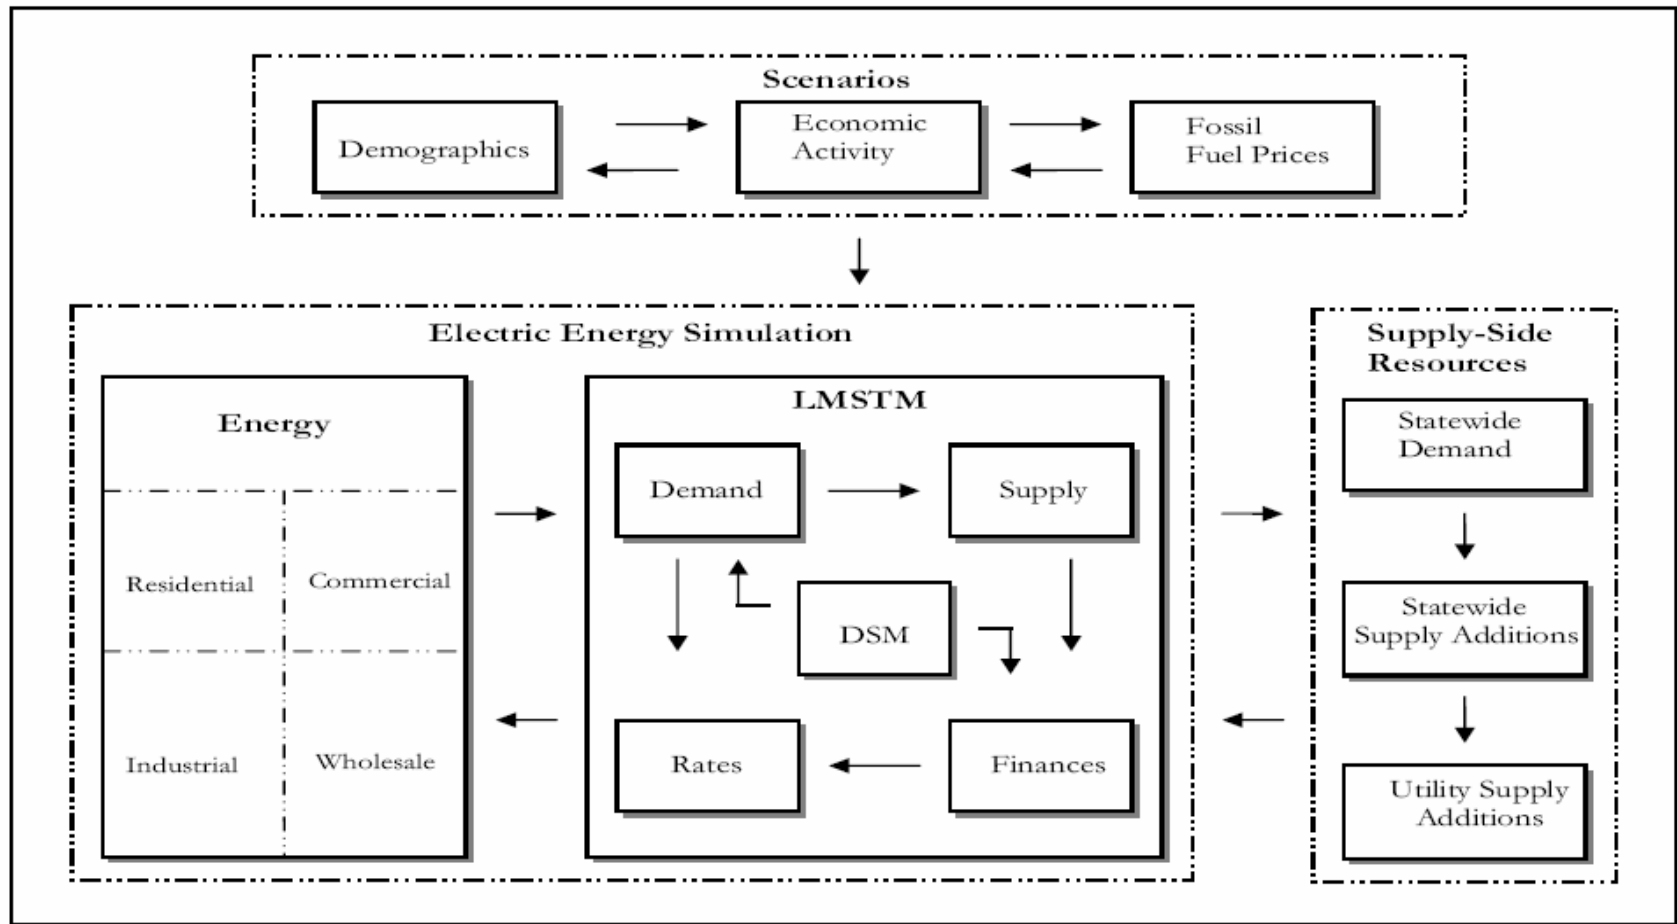 Scenarios
Demographics
Economic
Activity
Fossil
Fuel Prices
Electric Energy Simulation
Energy
Residential
Commercial
Industrial
Wholesale
LMSTM
Demand
Supply
DSM
Rates
Finances
Supply-Side
Resources
Statewide
Demand
Statewide
Supply Additions
Utility Supply
Additions